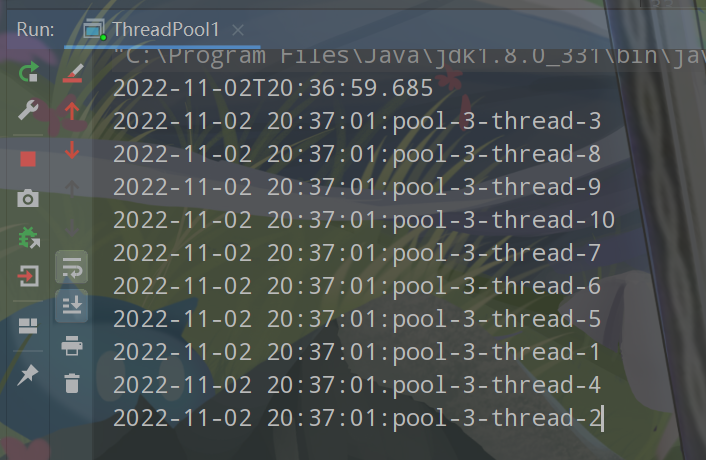 Run: ThreadPool1
"C:\Program Files\Java\jdk1.8.0_331\bin\ja
2022-11-02T20:36:59.685
2022-11-02 20:37:01:pool-3-thread-3
2022-11-02 20:37:01:pool-3-thread-8
2022-11-02 20:37:01:pool-3-thread-9
2022-11-02 20:37:01:pool-3-thread-10
2022-11-02 20:37:01:pool-3-thread-7
2022-11-02 20:37:01:pool-3-thread-6
2022-11-02 20:37:01:pool-3-thread-5
2022-11-02 20:37:01:pool-3-thread-1
2022-11-02 20:37:01:pool-3-thread-4
2022-11-02 20:37:01:pool-3-thread-2